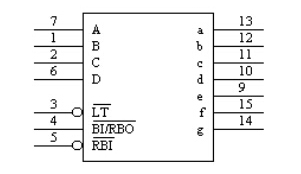 7 A a 13
1 B b 12
2 C c 11
6 D d 10
e 9
3 LT f 15
4 BI/RBO g 14
5 RBI